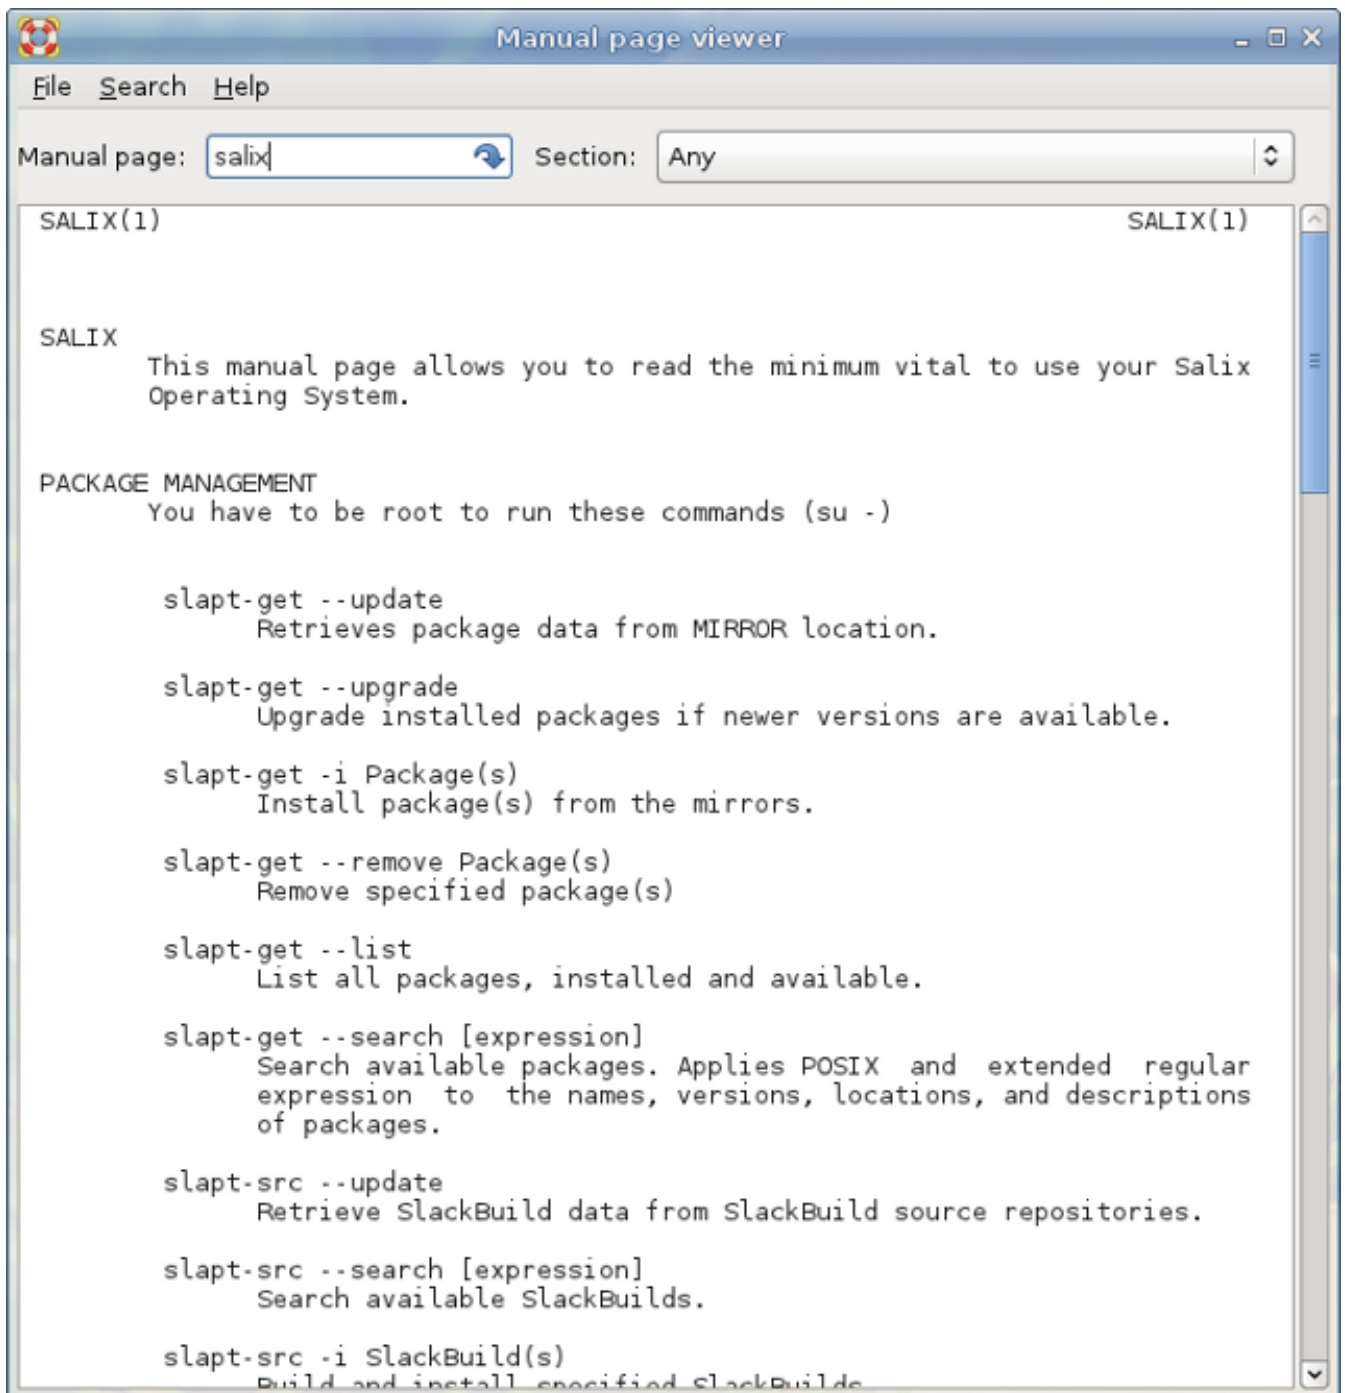 Manual page viewer
File Search Help
Manual page: salix Section: Any
SALIX(1) SALIX(1)
SALIX
This manual page allows you to read the minimum vital to use your Salix
Operating System.
PACKAGE MANAGEMENT
You have to be root to run these commands (su -)
slapt-get --update
Retrieves package data from MIRROR location.
slapt-get --upgrade
Upgrade installed packages if newer versions are available.
slapt-get -i Package(s)
Install package(s) from the mirrors.
slapt-get --remove Package(s)
Remove specified package(s)
slapt-get --list
List all packages, installed and available.
slapt-get --search [expression]
Search available packages. Applies POSIX and extended regular
expression to the names, versions, locations, and descriptions
of packages.
slapt-src --update
Retrieve SlackBuild data from SlackBuild source repositories.
slapt-src --search [expression]
Search available SlackBuilds.
slapt-src -i SlackBuild(s)
Build and install specified SlackBuilds